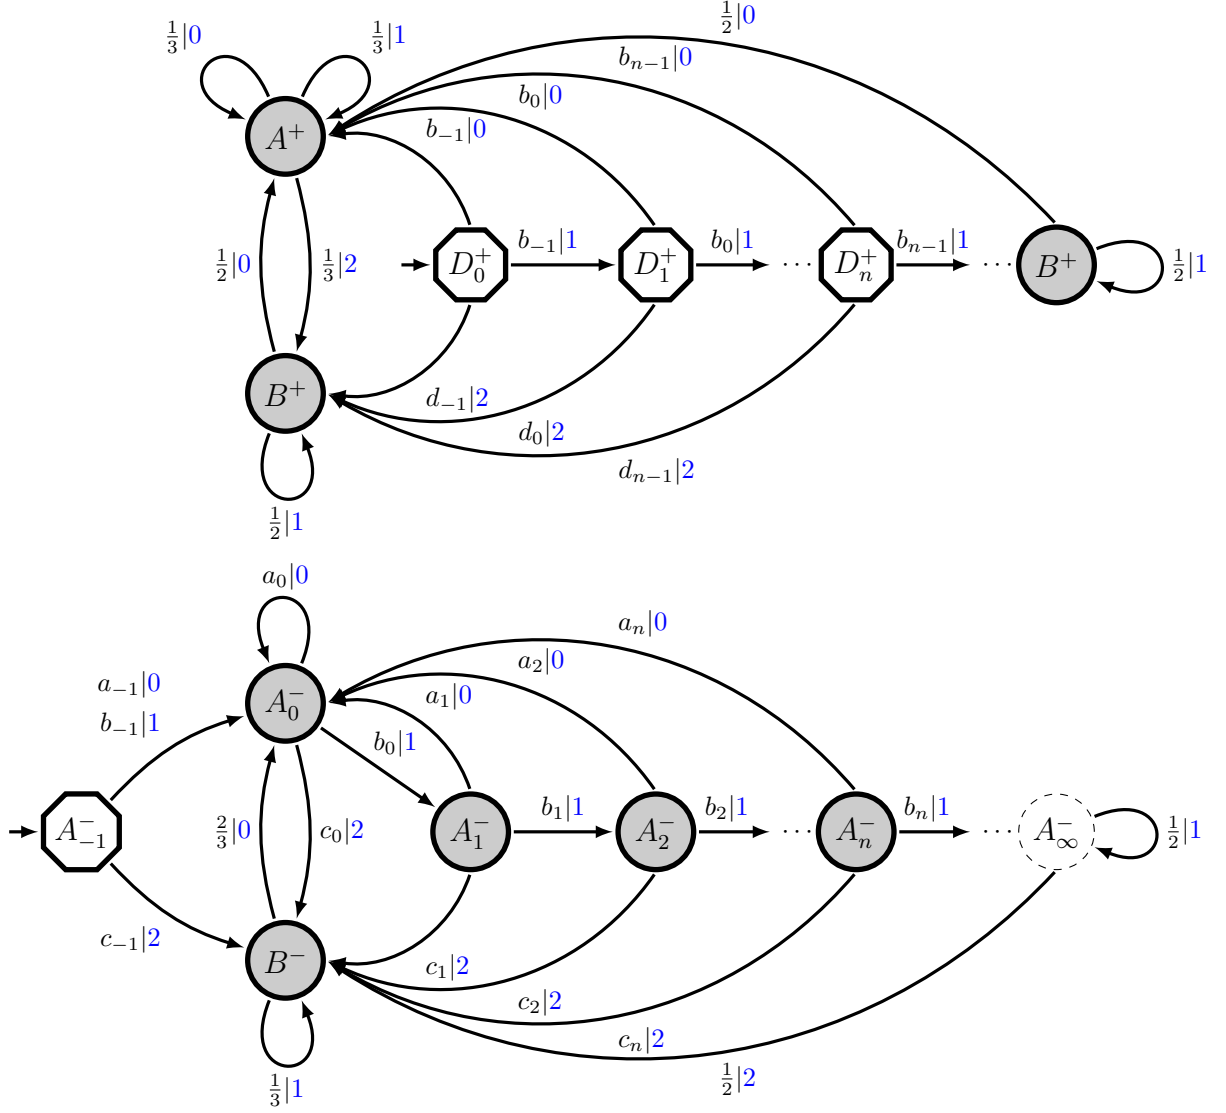 1/2|0
1/3|0 1/3|1
b_{n−1}|0
b_0|0
b_{−1}|0
A^+
1/2|0 1/3|2
D_0^+ b_{−1}|1 D_1^+ b_0|1 ··· D_n^+ b_{n−1}|1 ··· B^+ 1/2|1
B^+
d_{−1}|2
d_0|2
d_{n−1}|2
1/2|1
a_0|0
a_n|0
a_2|0
a_1|0
a_{−1}|0
b_{−1}|1
A_0^−
b_0|1
A_{−1}^− 2/3|0 c_0|2 A_1^− b_1|1 A_2^− b_2|1 ··· A_n^− b_n|1 ··· A_∞^− 1/2|1
c_{−1}|2
B^−
c_1|2
c_2|2
c_n|2
1/2|2
1/3|1